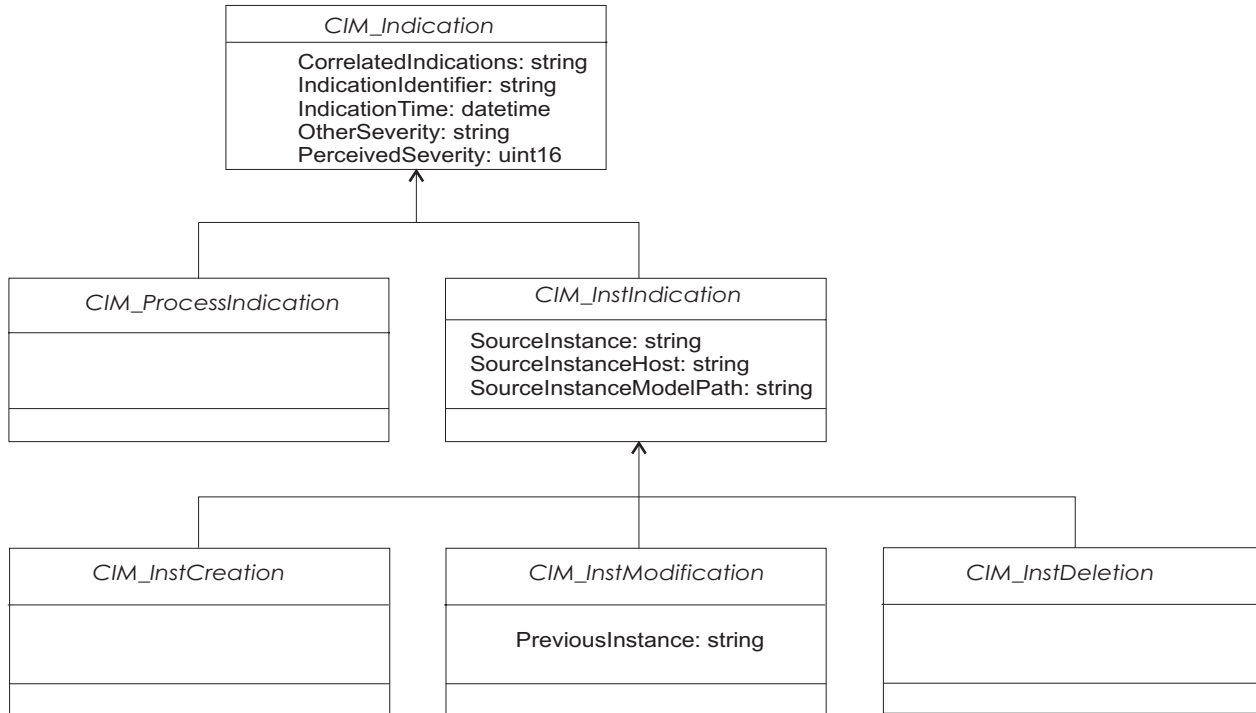 CIM_Indication
CorrelatedIndications: string
IndicationIdentifier: string
IndicationTime: datetime
OtherSeverity: string
PerceivedSeverity: uint16
CIM_ProcessIndication
CIM_InstIndication
SourceInstance: string
SourceInstanceHost: string
SourceInstanceModelPath: string
CIM_InstCreation
CIM_InstModification
CIM_InstDeletion
PreviousInstance: string